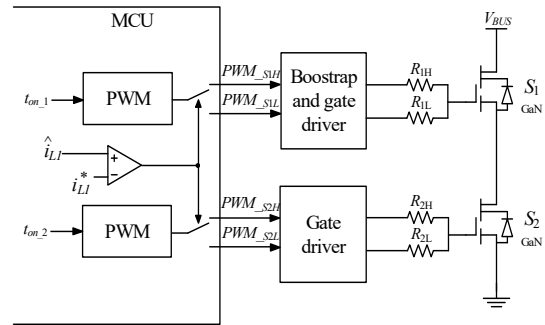 MCU
V_BUS
PWM
t_on_1
PWM_S1H
PWM_S1L
Boostrap
and gate
driver
R_1H
R_1L
S_1
GaN
î_L1
+
i*_L1
−
t_on_2
PWM
PWM_S2H
PWM_S2L
Gate
driver
R_2H
R_2L
S_2
GaN